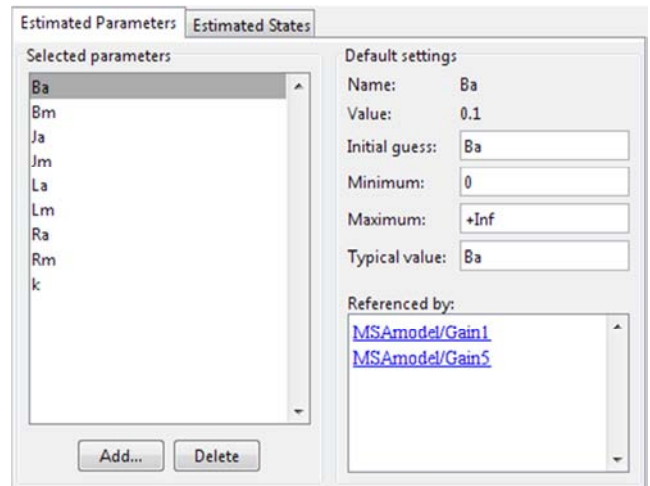 Estimated Parameters Estimated States
Selected parameters
Ba
Bm
Ja
Jm
La
Lm
Ra
Rm
k
Add... Delete
Default settings
Name: Ba
Value: 0.1
Initial guess: Ba
Minimum: 0
Maximum: +Inf
Typical value: Ba
Referenced by:
MSAmodel/Gain1
MSAmodel/Gain5